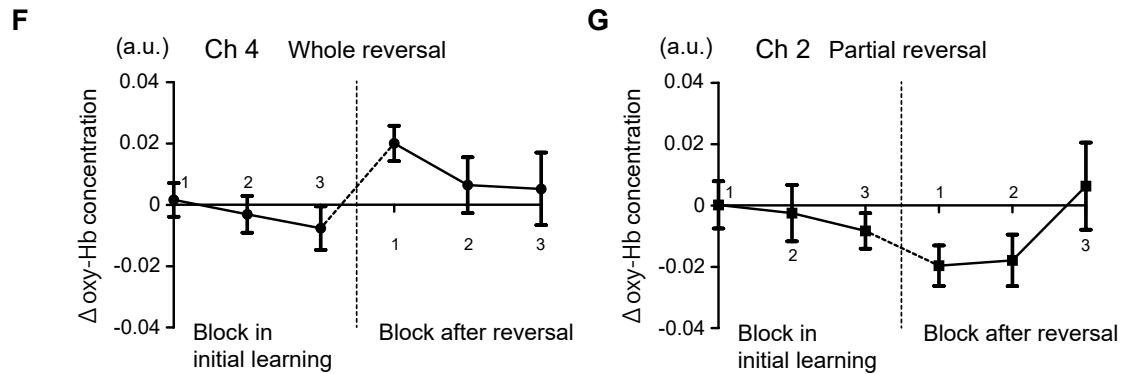 F
(a.u.) Ch 4 Whole reversal
0.04
0.02
0
-0.02
-0.04
Δ oxy-Hb concentration
1 2 3
1 2 3
Block in
initial learning
Block after reversal
G
(a.u.) Ch 2 Partial reversal
0.04
0.02
0
-0.02
-0.04
Δ oxy-Hb concentration
1 3 1 2
2 3
Block in
initial learning
Block after reversal